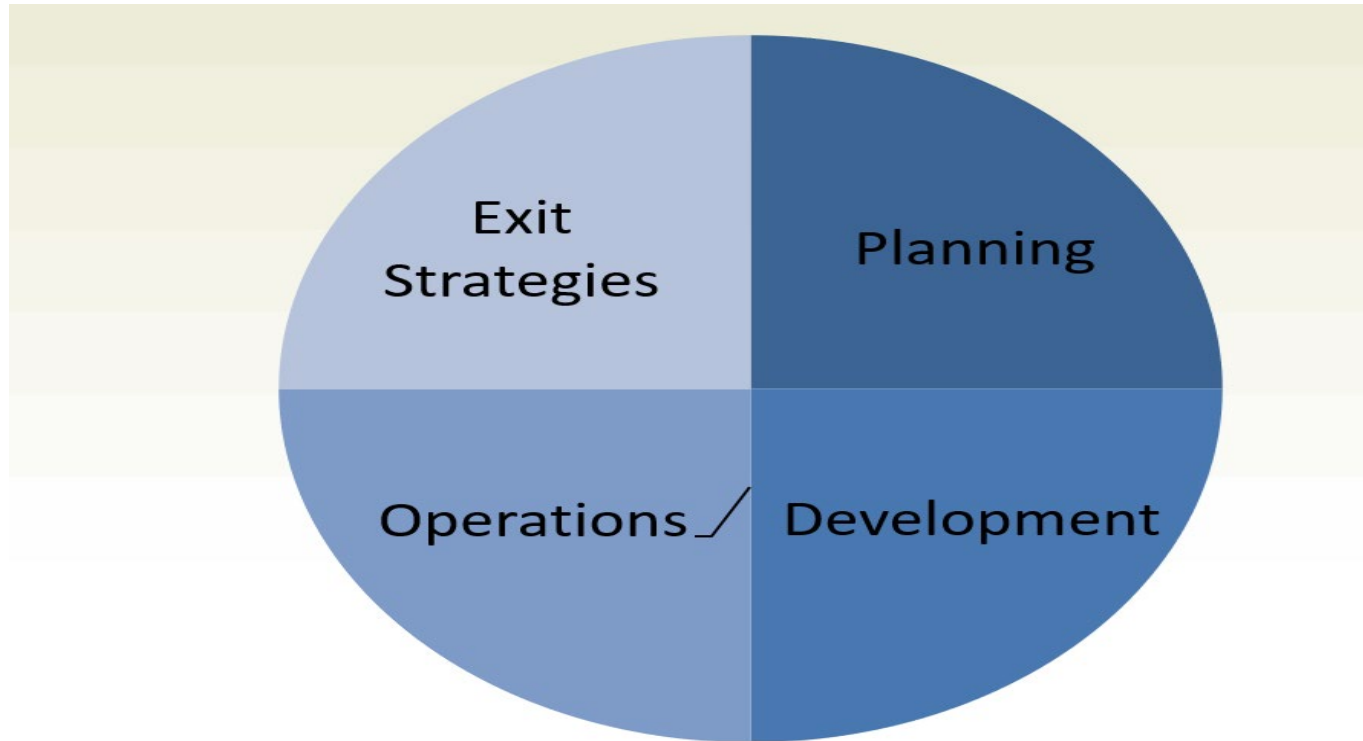 Exit
Strategies
Planning
Operations
Development